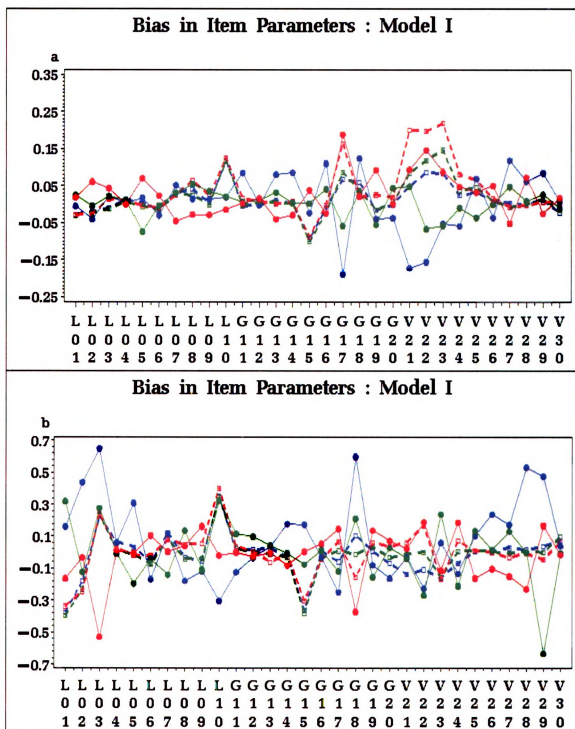 Bias in Item Parameters : Model I
a
0.35
0.25
0.15
0.05
−0.05
−0.15
−0.25
L L L L L L L L L L G G G G G G G G G G V V V V V V V V V V
0 0 0 0 0 0 0 0 0 1 1 1 1 1 1 1 1 1 1 2 2 2 2 2 2 2 2 2 2 3
1 2 3 4 5 6 7 8 9 0 1 2 3 4 5 6 7 8 9 0 1 2 3 4 5 6 7 8 9 0
Bias in Item Parameters : Model I
b
0.7
0.5
0.3
0.1
−0.1
−0.3
−0.5
−0.7
L L L L L L L L L L G G G G G G G G G G V V V V V V V V V V
0 0 0 0 0 0 0 0 0 1 1 1 1 1 1 1 1 1 1 2 2 2 2 2 2 2 2 2 2 3
1 2 3 4 5 6 7 8 9 0 1 2 3 4 5 6 7 8 9 0 1 2 3 4 5 6 7 8 9 0